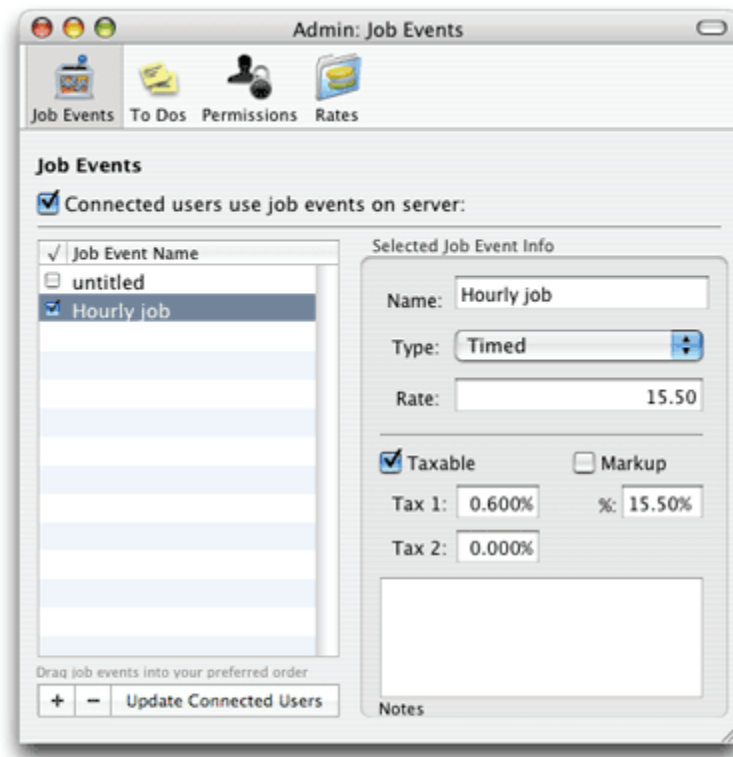 Admin: Job Events
Job Events To Dos Permissions Rates
Job Events
Connected users use job events on server:
√ Job Event Name
untitled
Hourly job
Drag job events into your preferred order
+ − Update Connected Users
Selected Job Event Info
Name: Hourly job
Type: Timed
Rate: 15.50
Taxable Markup
Tax 1: 0.600% %: 15.50%
Tax 2: 0.000%
Notes